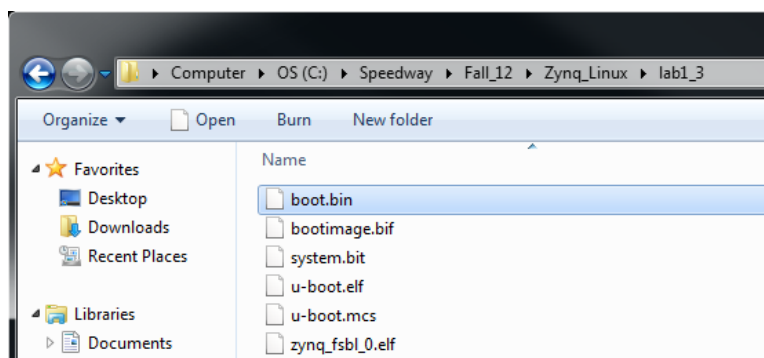 Computer OS (C:) Speedway Fall_12 Zynq_Linux lab1_3
Organize Open Burn New folder
Favorites
Desktop
Downloads
Recent Places
Libraries
Documents
Name
boot.bin
bootimage.bif
system.bit
u-boot.elf
u-boot.mcs
zynq_fsbl_0.elf